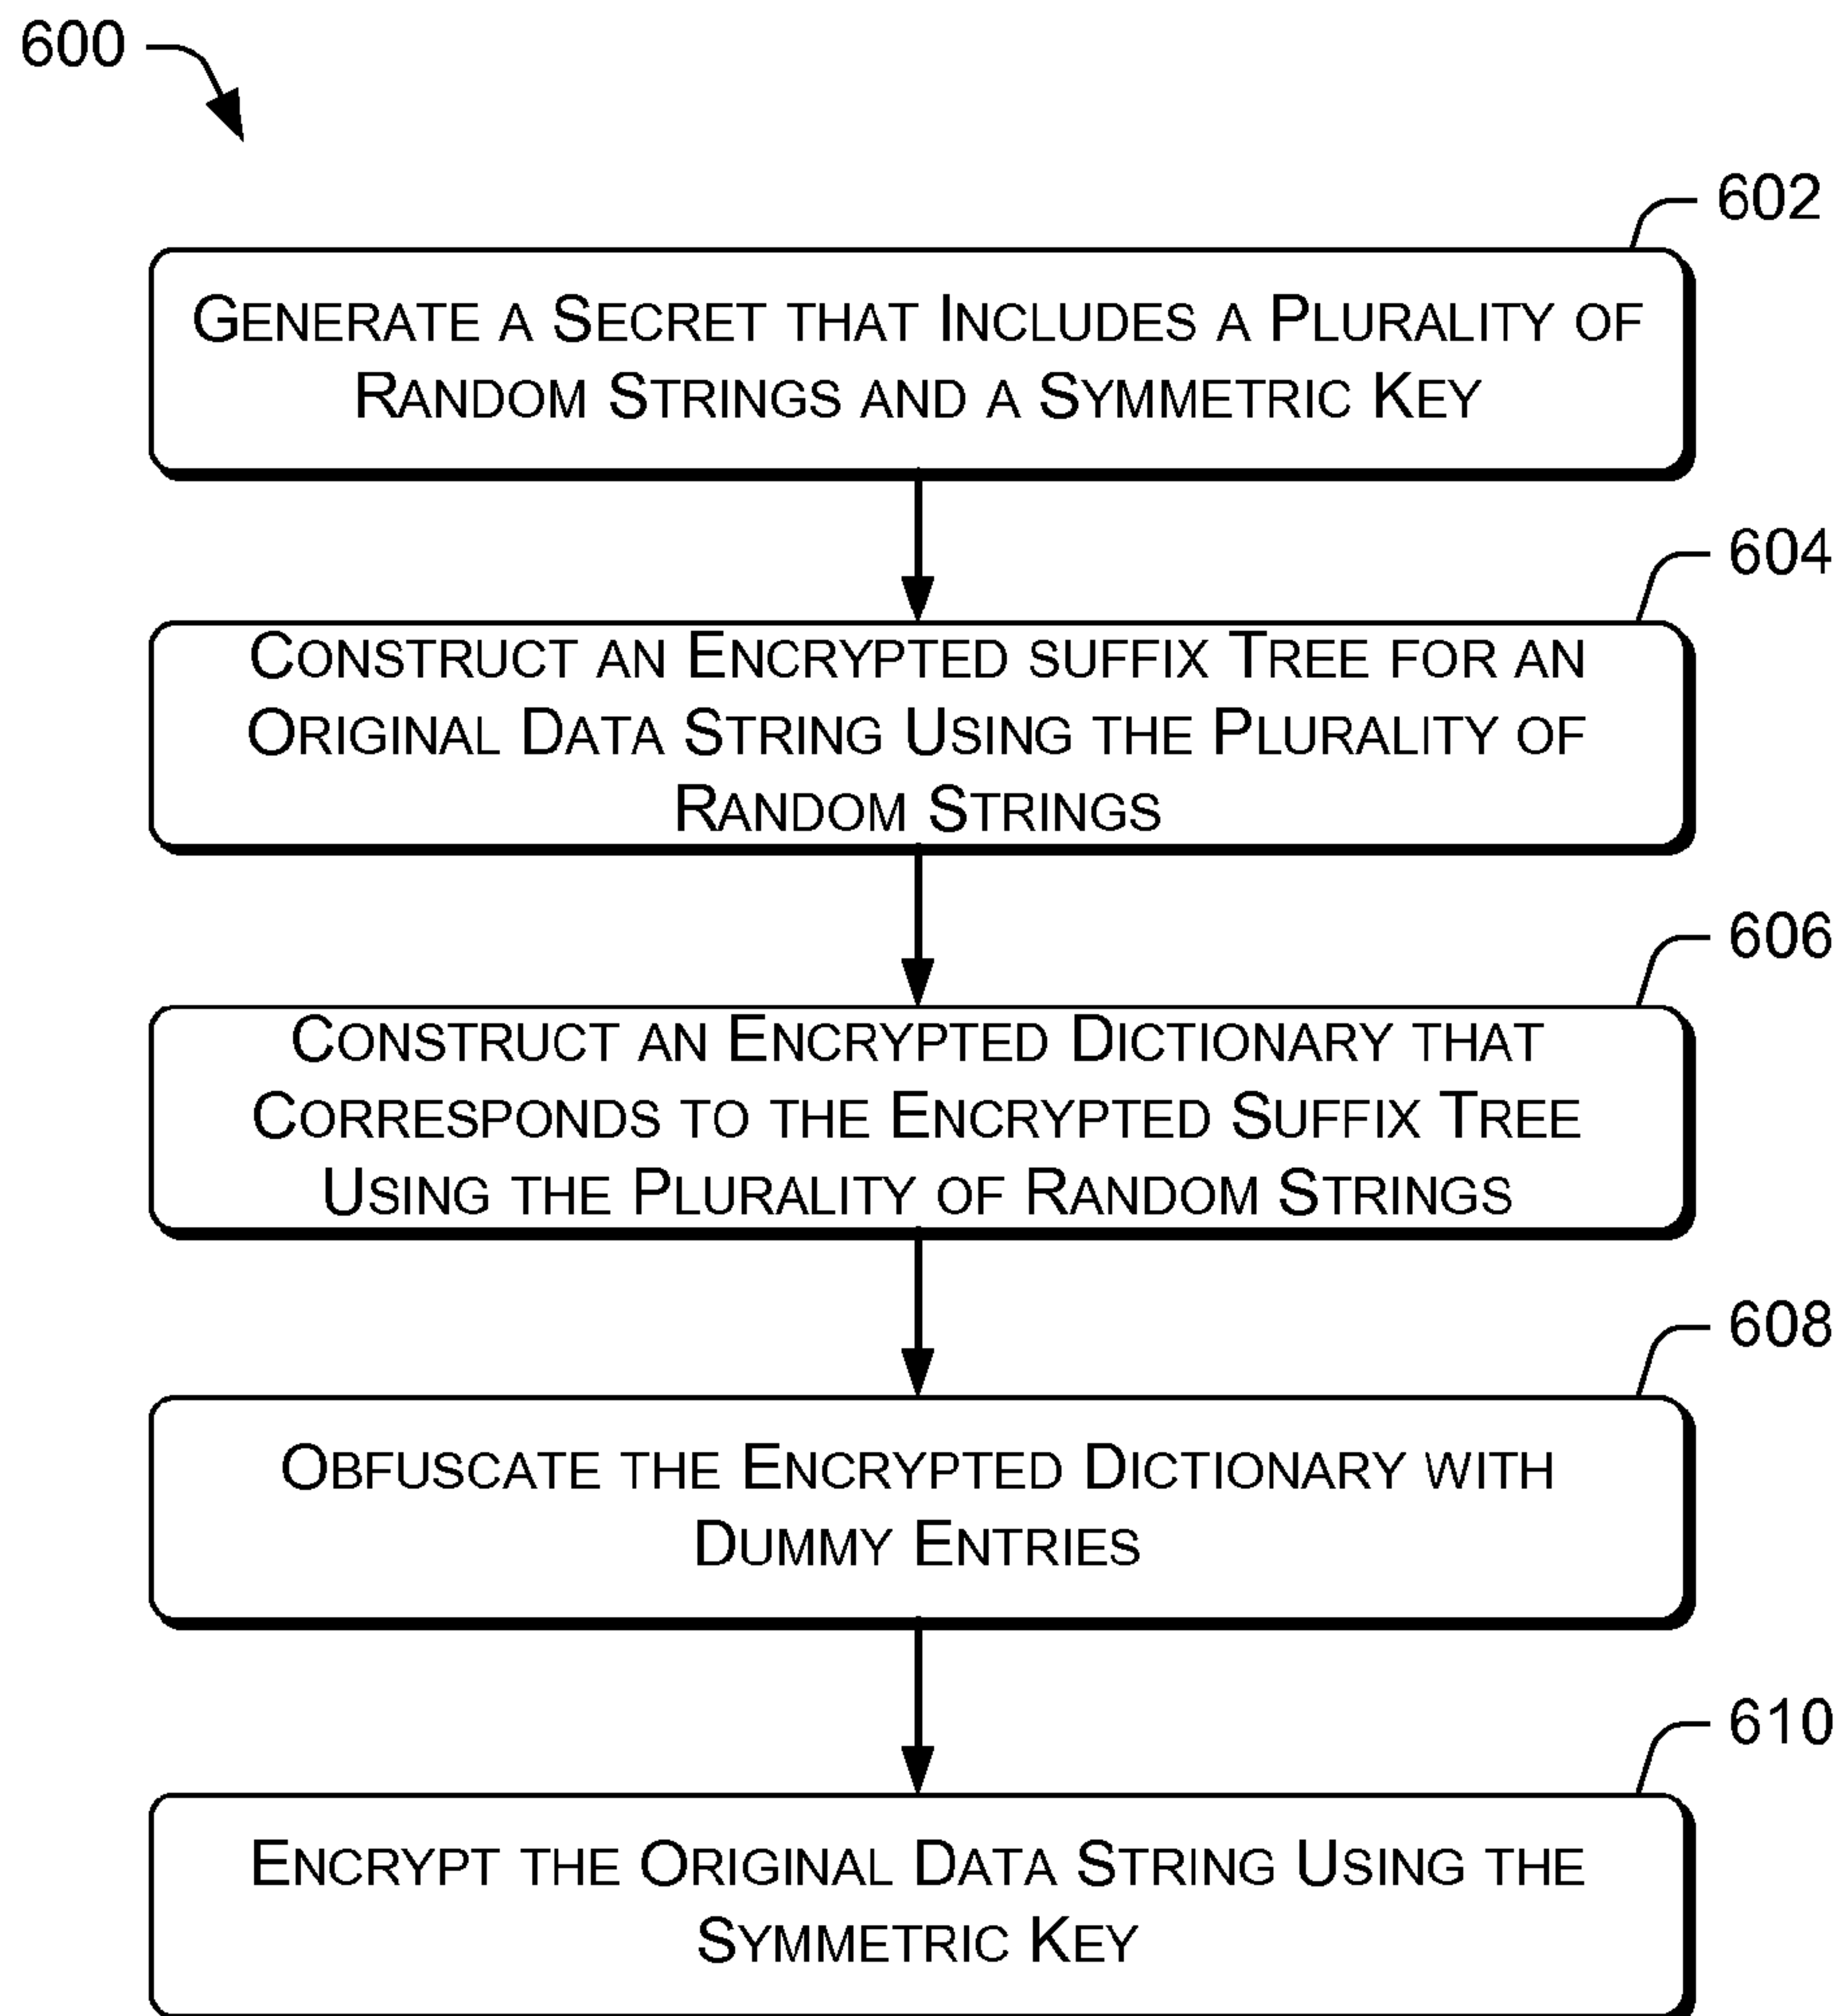 600
602
GENERATE A SECRET THAT INCLUDES A PLURALITY OF
RANDOM STRINGS AND A SYMMETRIC KEY
604
CONSTRUCT AN ENCRYPTED SUFFIX TREE FOR AN
ORIGINAL DATA STRING USING THE PLURALITY OF
RANDOM STRINGS
606
CONSTRUCT AN ENCRYPTED DICTIONARY THAT
CORRESPONDS TO THE ENCRYPTED SUFFIX TREE
USING THE PLURALITY OF RANDOM STRINGS
608
OBFUSCATE THE ENCRYPTED DICTIONARY WITH
DUMMY ENTRIES
610
ENCRYPT THE ORIGINAL DATA STRING USING THE
SYMMETRIC KEY